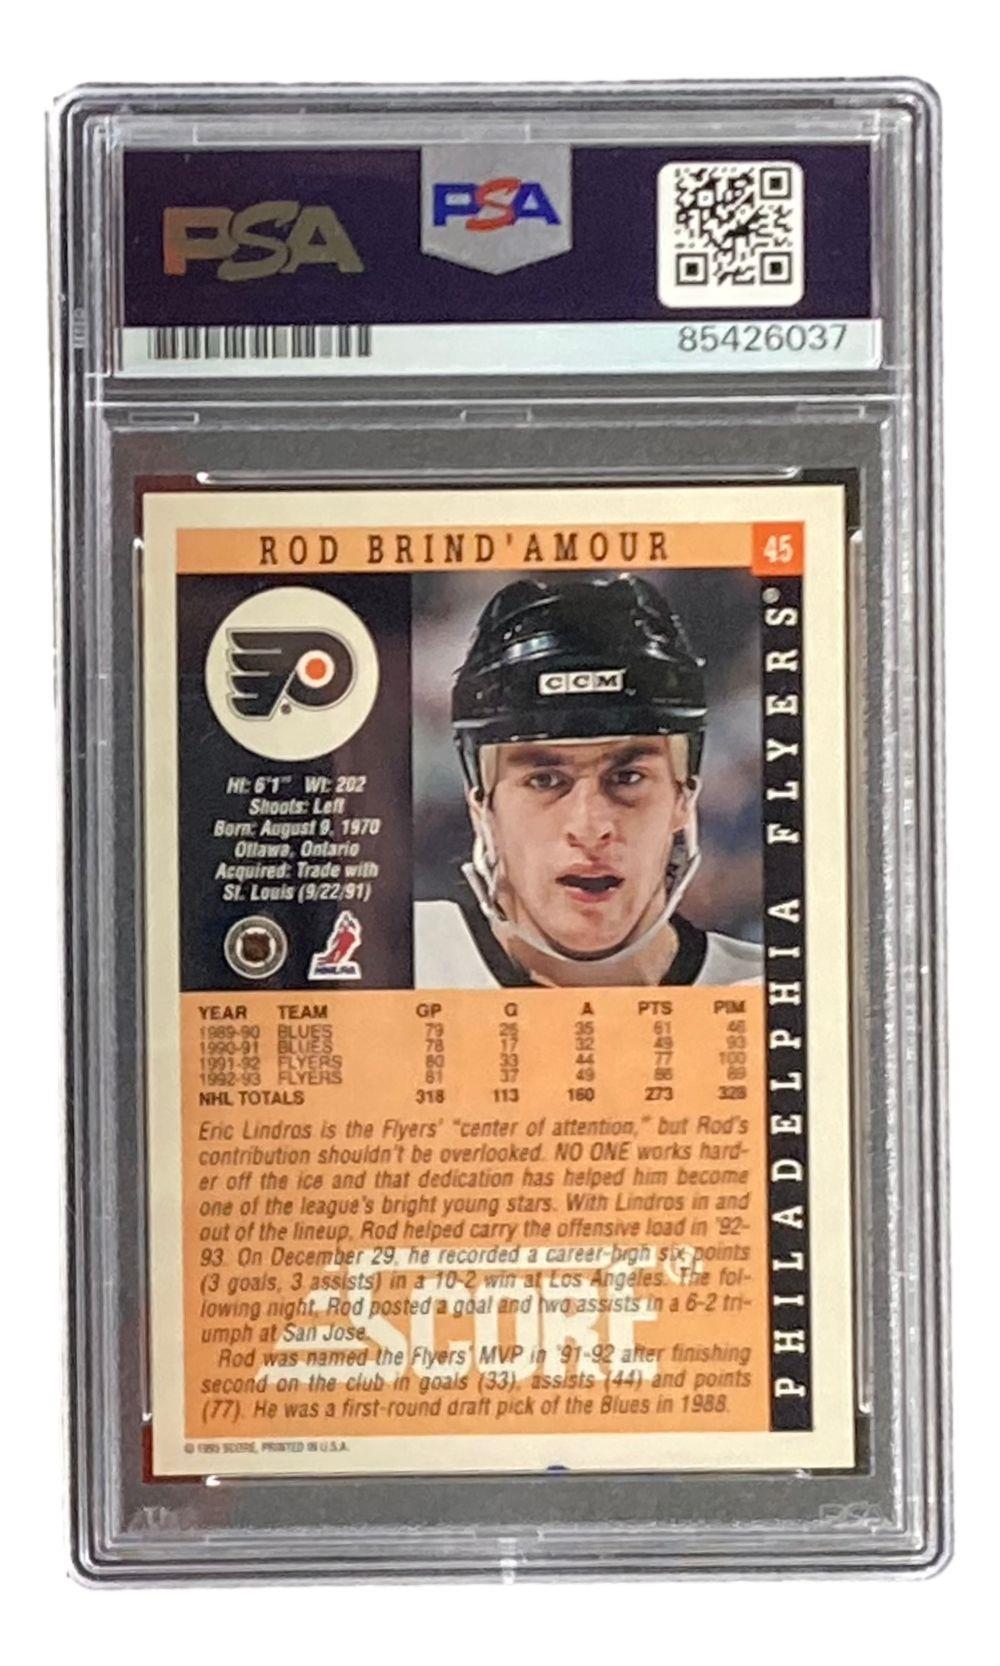 PSA
PSA
85426037
ROD BRIND'AMOUR
45
PHILADELPHIA FLYERS®
CCM
Ht: 6'1" Wt: 202
Shoots: Left
Born: August 9, 1970
Ottawa, Ontario
Acquired: Trade with
St. Louis (9/22/91)
NHLPA
YEAR TEAM GP G A PTS PIM
1989-90 BLUES 79 26 35 61 46
1990-91 BLUES 78 17 32 49 93
1991-92 FLYERS 80 33 44 77 100
1992-93 FLYERS 81 37 49 86 89
NHL TOTALS 318 113 160 273 328
Eric Lindros is the Flyers' "center of attention," but Rod's
contribution shouldn't be overlooked. NO ONE works hard-
er off the ice and that dedication has helped him become
one of the league's bright young stars. With Lindros in and
out of the lineup, Rod helped carry the offensive load in '92-
93. On December 29, he recorded a career-high six points
(3 goals, 3 assists) in a 10-2 win at Los Angeles. The fol-
lowing night, Rod posted a goal and two assists in a 6-2 tri-
umph at San Jose.
Rod was named the Flyers' MVP in '91-92 after finishing
second on the club in goals (33), assists (44) and points
(77). He was a first-round draft pick of the Blues in 1988.
SCORE®
© 1993 SCORE, PRINTED IN U.S.A.
PSA